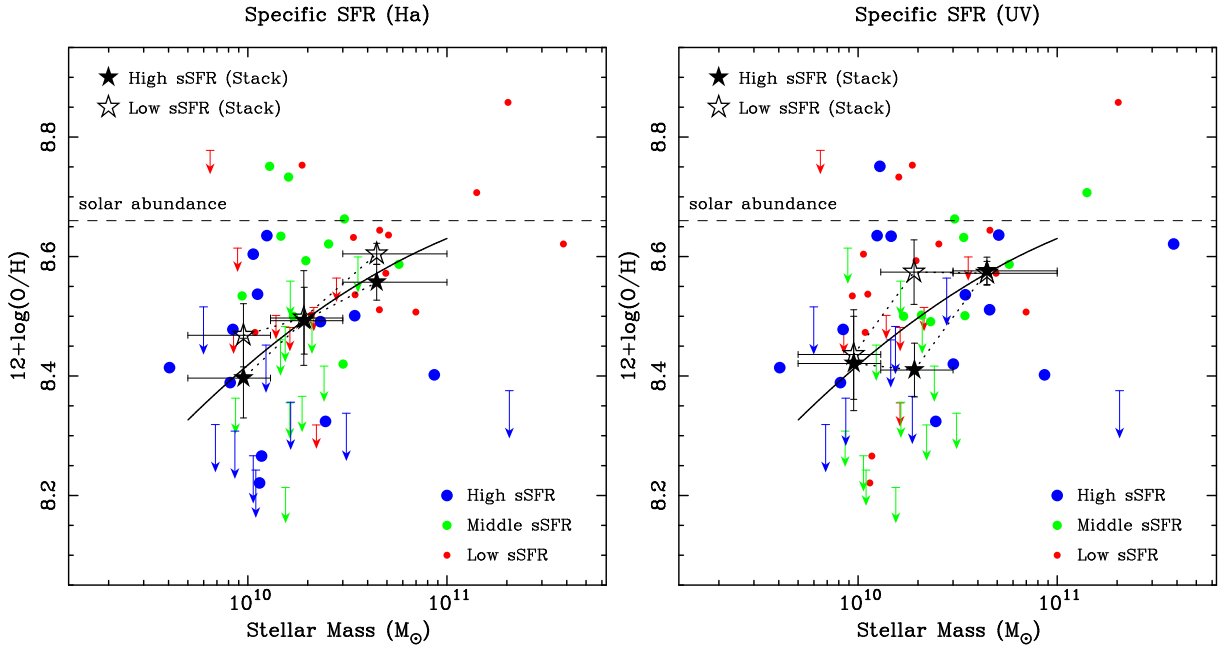 Specific SFR (Ha)
High sSFR (Stack)
Low sSFR (Stack)
solar abundance
High sSFR
Middle sSFR
Low sSFR
8.8
8.6
8.4
8.2
12+log(O/H)
10^10
10^11
Stellar Mass (M⊙)
Specific SFR (UV)
High sSFR (Stack)
Low sSFR (Stack)
solar abundance
High sSFR
Middle sSFR
Low sSFR
8.8
8.6
8.4
8.2
12+log(O/H)
10^10
10^11
Stellar Mass (M⊙)